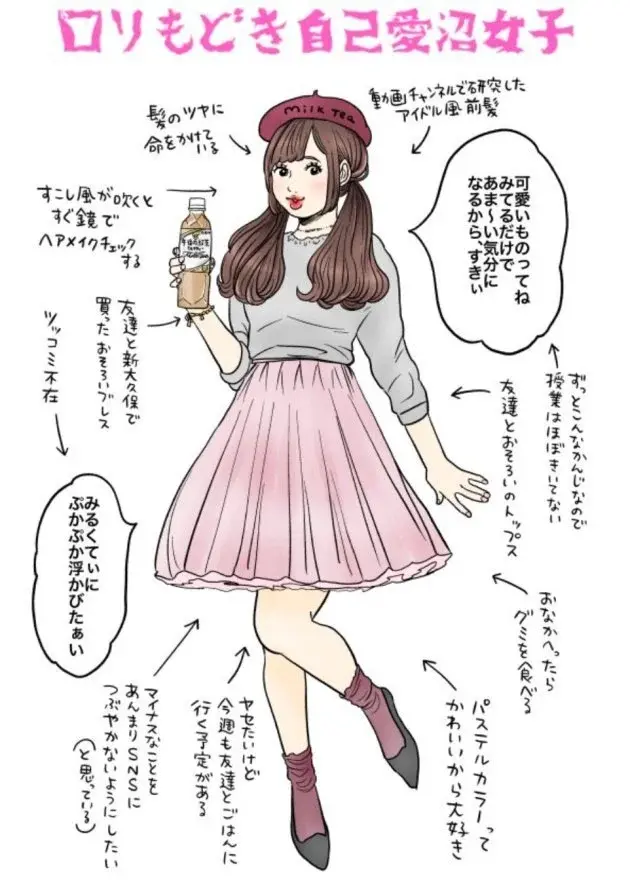 ロリもどき自己愛沼女子
髪のツヤに
命をかけている
milk Tea
動画チャンネルで研究した
アイドル風前髪
すこし風が吹くと
すぐ鏡で
ヘアメイクチェック
する
午後の紅茶
可愛いものってね
みてるだけで
あま〜い気分に
なるから、すきぃ
友達と新大久保で
買ったおそろいブレス
ツッコミ不在
ずっとこんなかんじなので
授業はほぼきいてない
友達とおそろいのトップス
みるくてぃに
ぷかぷか浮かびたぁい
おなかへったら
グミを食べる
マイナスなことを
あんまりSNSに
つぶやかないようにしたい
(と思っている)
ヤセたいけど
今週も友達とごはんに
行く予定がある
パステルカラーって
かわいいから大好き